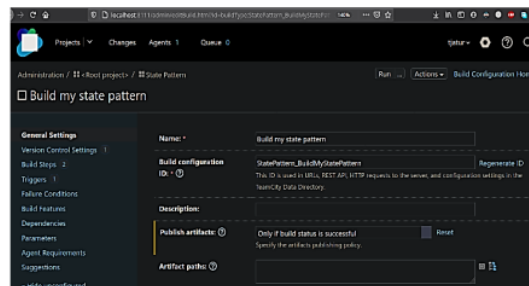 140%
Projects Changes Agents 1 Queue 0
Administration / <Root project> / State Pattern
Run ... Actions Build Configuration Hom
Build my state pattern
General Settings
Version Control Settings 1
Build Steps 2
Triggers 1
Failure Conditions
Build Features
Dependencies
Parameters
Agent Requirements
Suggestions
Name: * Build my state pattern
Build configuration ID: * StatePattern_BuildMyStatePattern Regenerate ID
This ID is used in URLs, REST API, HTTP requests to the server, and configuration settings in the
TeamCity Data Directory.
Description:
Publish artifacts: Only if build status is successful Reset
Specify the artifacts publishing policy.
Artifact paths: